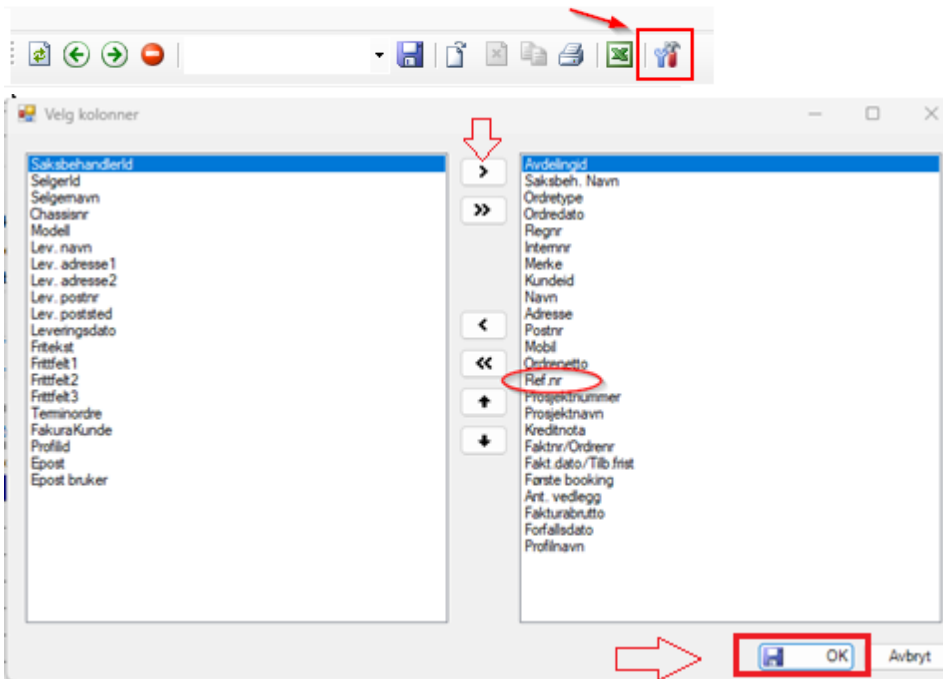 Velg kolonner
SaksbehandlerId
SelgerId
Selgernavn
Chassisnr
Modell
Lev. navn
Lev. adresse1
Lev. adresse2
Lev. postnr
Lev. poststed
Leveringsdato
Fritekst
Frittfelt1
Frittfelt2
Frittfelt3
Terminordre
FakuraKunde
Profilid
Epost
Epost bruker
Avdelingid
Saksbeh. Navn
Ordretype
Ordredato
Regnr
Internnr
Merke
Kundeid
Navn
Adresse
Postnr
Mobil
Ordrenetto
Ref.nr
Prosjektnummer
Prosjektnavn
Kreditnota
Faktnr/Ordrenr
Fakt.dato/Tilb.frist
Første booking
Ant. vedlegg
Fakturabrutto
Forfallsdato
Profilnavn
OK
Avbryt